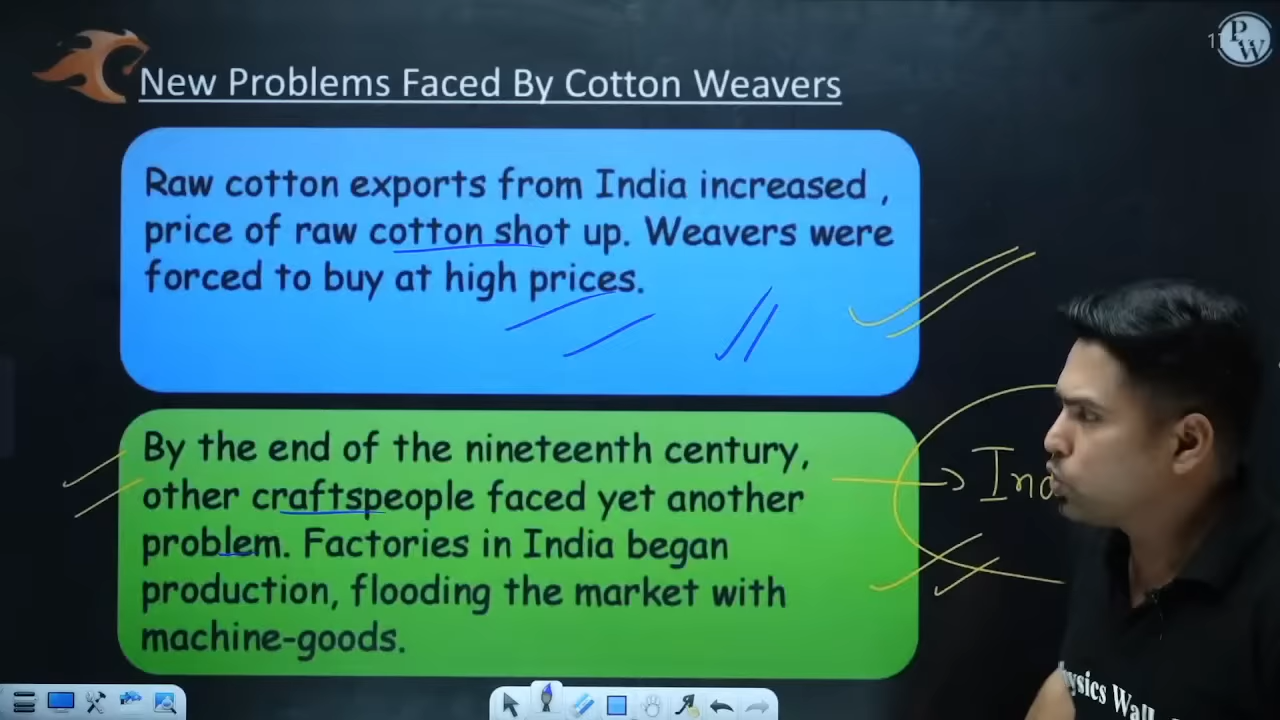 New Problems Faced By Cotton Weavers
PW
Raw cotton exports from India increased ,
price of raw cotton shot up. Weavers were
forced to buy at high prices.
By the end of the nineteenth century,
other craftspeople faced yet another
problem. Factories in India began
production, flooding the market with
machine-goods.